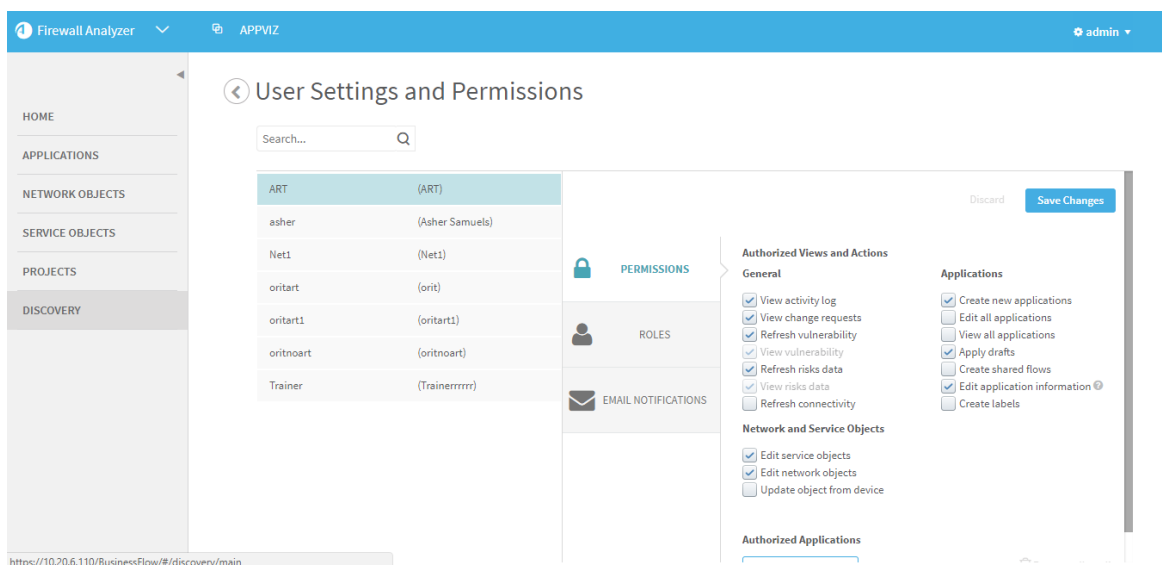 Firewall Analyzer
APPVIZ
admin
HOME
APPLICATIONS
NETWORK OBJECTS
SERVICE OBJECTS
PROJECTS
DISCOVERY
User Settings and Permissions
Search...
ART (ART)
asher (Asher Samuels)
Net1 (Net1)
oritart (orit)
oritart1 (oritart1)
oritnoart (oritnoart)
Trainer (Trainerrrrrr)
Discard
Save Changes
PERMISSIONS
ROLES
EMAIL NOTIFICATIONS
Authorized Views and Actions
General
View activity log
View change requests
Refresh vulnerability
View vulnerability
Refresh risks data
View risks data
Refresh connectivity
Applications
Create new applications
Edit all applications
View all applications
Apply drafts
Create shared flows
Edit application information
Create labels
Network and Service Objects
Edit service objects
Edit network objects
Update object from device
Authorized Applications
https://10.20.6.110/BusinessFlow/#/discovery/main